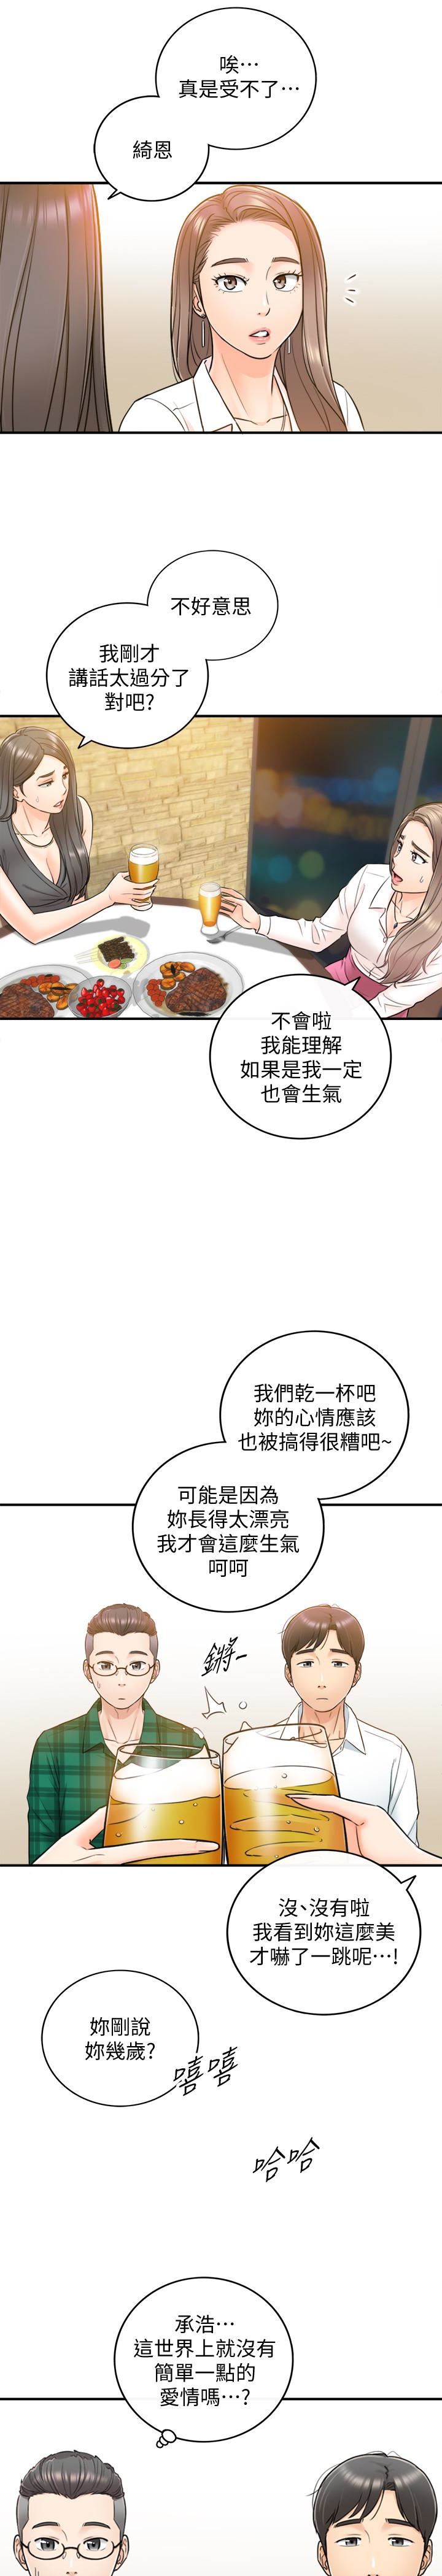 唉⋯
真是受不了⋯
綺恩
不好意思
我剛才
講話太過分了
對吧?
不會啦
我能理解
如果是我一定
也會生氣
我們乾一杯吧
妳的心情應該
也被搞得很糟吧~
可能是因為
妳長得太漂亮
我才會這麼生氣
呵呵
鏘-
沒、沒有啦
我看到妳這麼美
才嚇了一跳呢⋯!
妳剛說
妳幾歲?
嘻嘻
哈哈
承浩⋯
這世界上就沒有
簡單一點的
愛情嗎⋯?